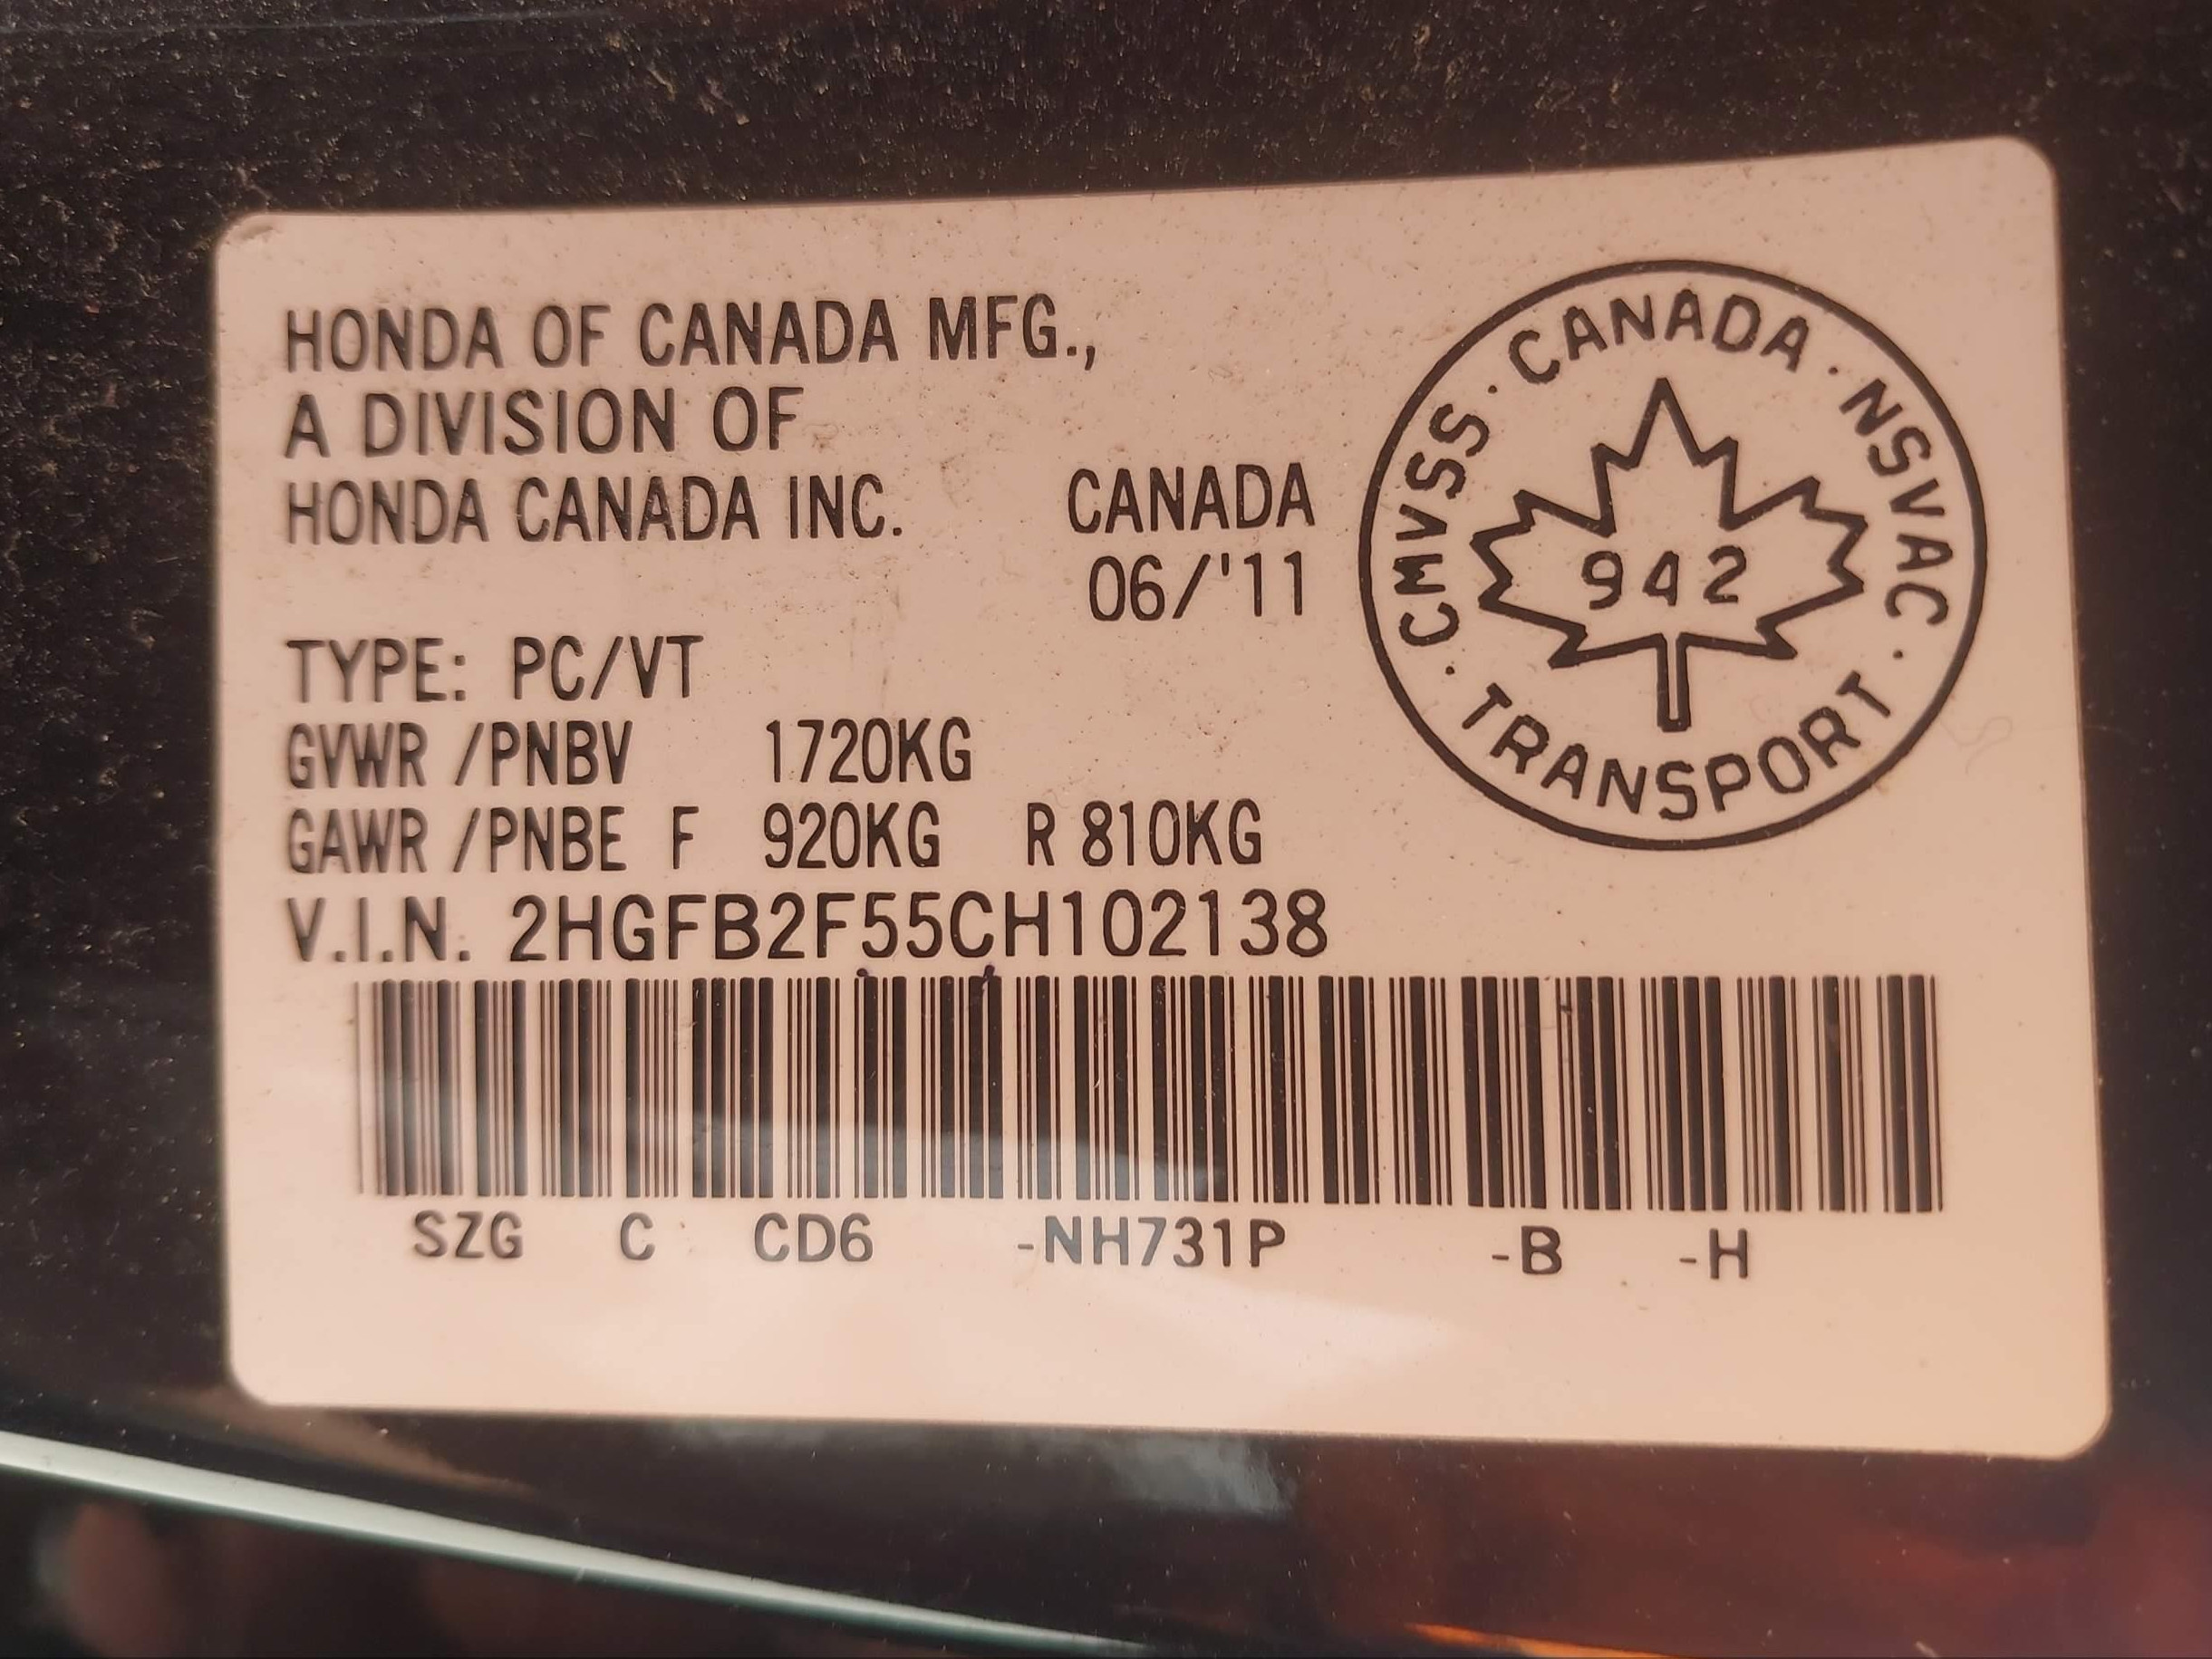 HONDA OF CANADA MFG.,
A DIVISION OF
HONDA CANADA INC.
CANADA
06/'11
TYPE: PC/VT
GVWR /PNBV 1720KG
GAWR /PNBE F 920KG R 810KG
V.I.N. 2HGFB2F55CH102138
SZG C CD6 -NH731P -B -H
CMVSS · CANADA · NSVAC · TRANSPORT ·
942